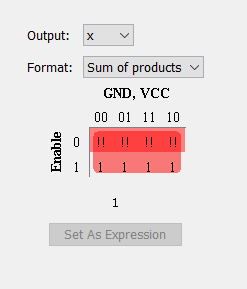 Output: x
Format: Sum of products
GND, VCC
00 01 11 10
Enable
0 !! !! !! !!
1 1 1 1 1
1
Set As Expression